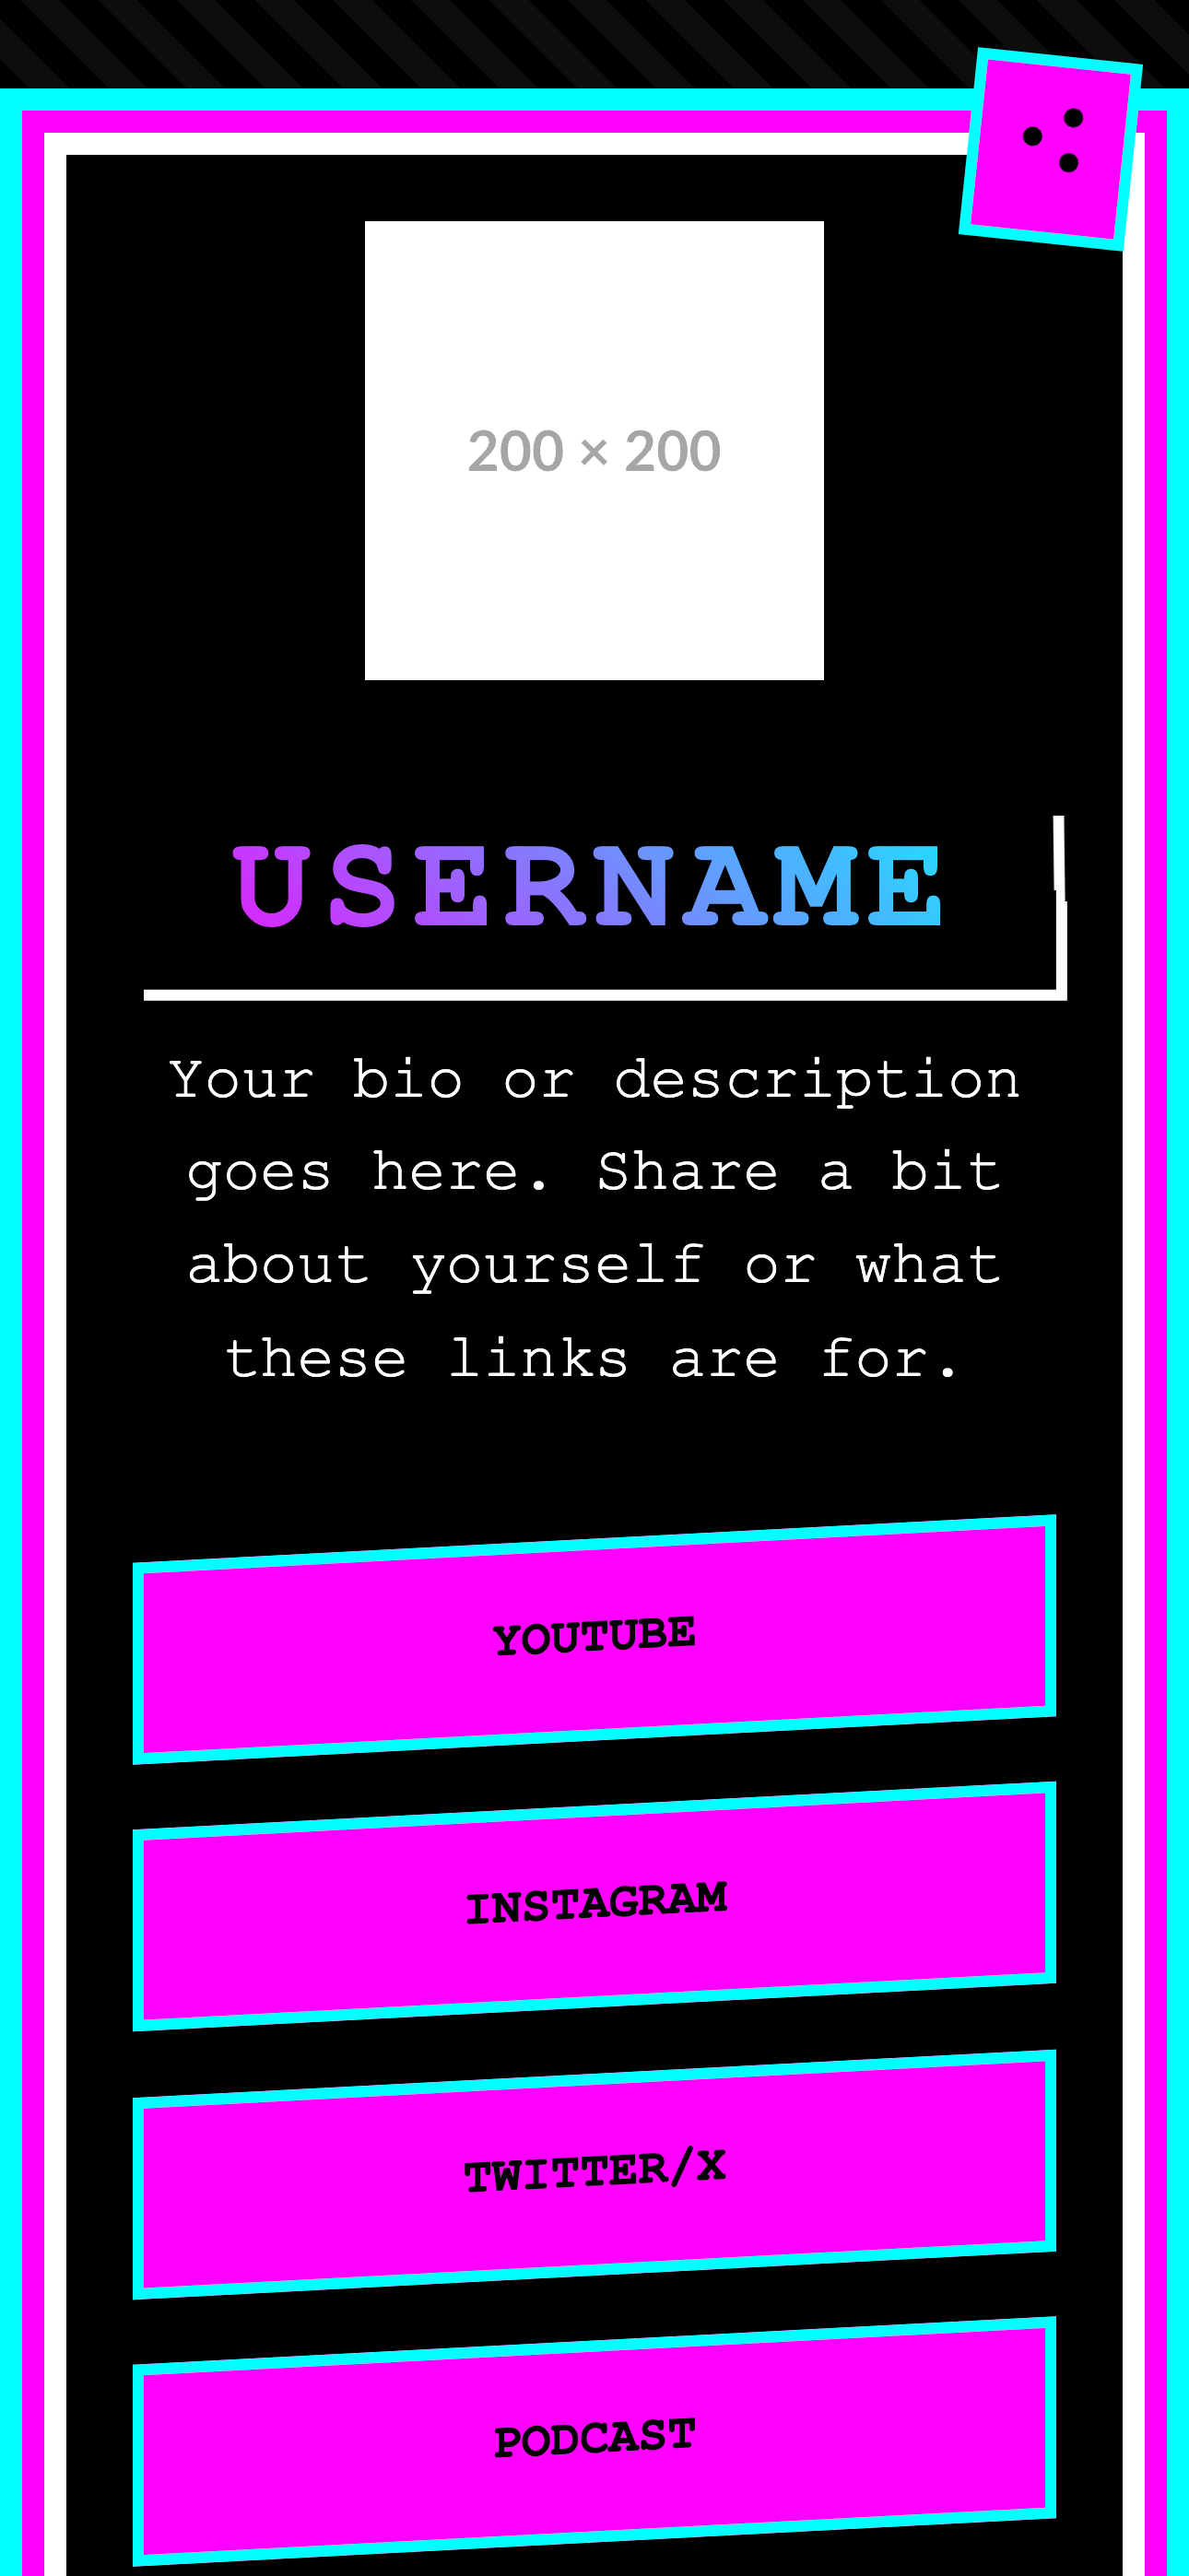 200 × 200
USERNAME
Your bio or description
goes here. Share a bit
about yourself or what
these links are for.
YOUTUBE
INSTAGRAM
TWITTER/X
PODCAST